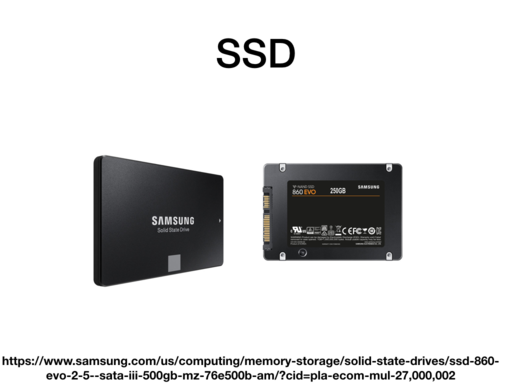 SSD
SAMSUNG
Solid State Drive
V-NAND SSD
860 EVO
250GB
SAMSUNG
https://www.samsung.com/us/computing/memory-storage/solid-state-drives/ssd-860-
evo-2-5--sata-iii-500gb-mz-76e500b-am/?cid=pla-ecom-mul-27,000,002